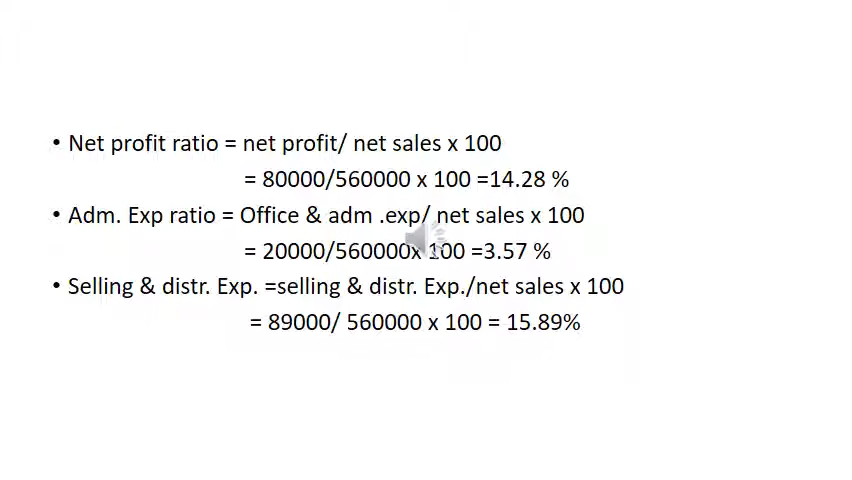 • Net profit ratio = net profit/ net sales x 100
= 80000/560000 x 100 =14.28 %
• Adm. Exp ratio = Office & adm .exp/ net sales x 100
= 20000/560000x 100 =3.57 %
• Selling & distr. Exp. =selling & distr. Exp./net sales x 100
= 89000/ 560000 x 100 = 15.89%